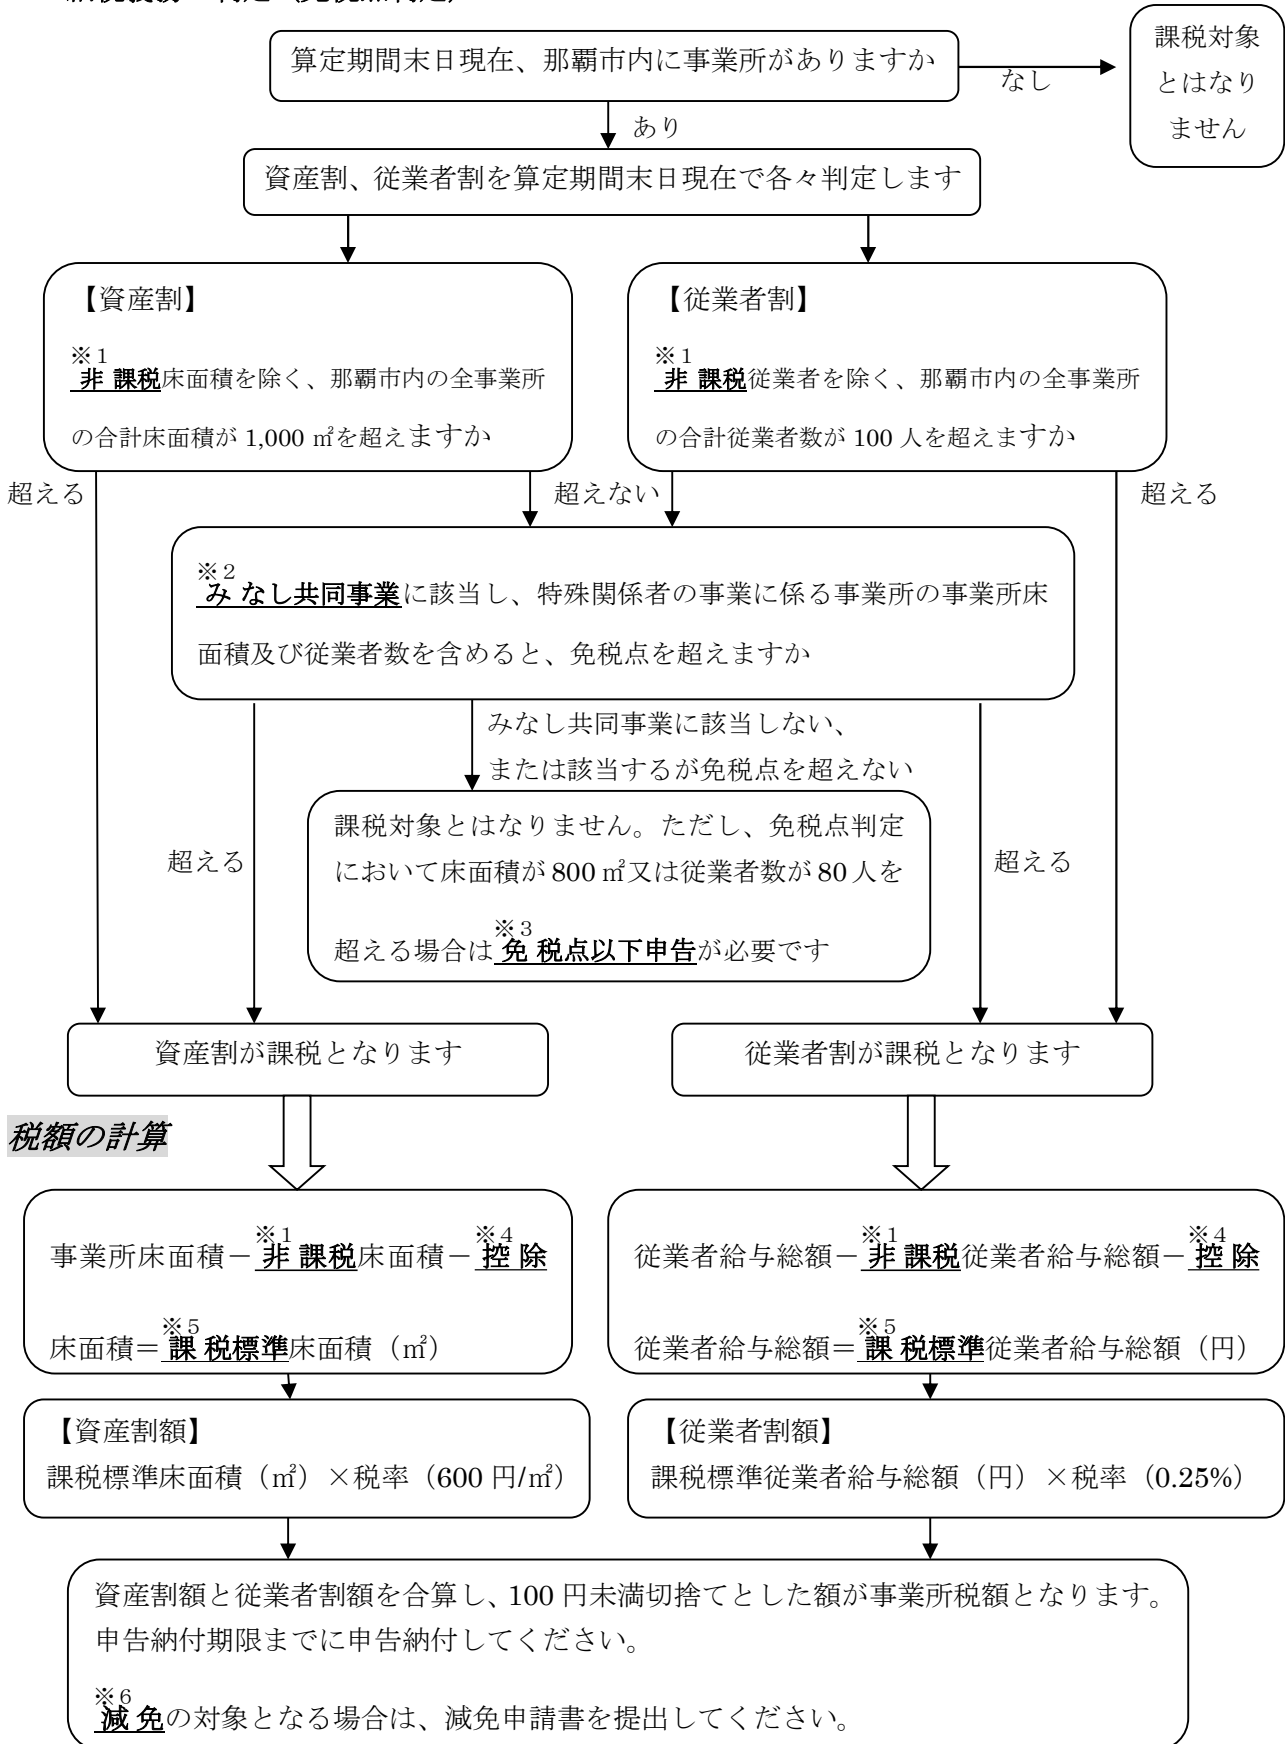 算定期間末日現在、那覇市内に事業所がありますか
なし
課税対象
とはなり
ません
あり
資産割、従業者割を算定期間末日現在で各々判定します
【資産割】
※1
非課税床面積を除く、那覇市内の全事業所
の合計床面積が 1,000 ㎡を超えますか
【従業者割】
※1
非課税従業者を除く、那覇市内の全事業所
の合計従業者数が 100 人を超えますか
超える
超えない
超える
※2
みなし共同事業に該当し、特殊関係者の事業に係る事業所の事業所床
面積及び従業者数を含めると、免税点を超えますか
みなし共同事業に該当しない、
または該当するが免税点を超えない
超える
課税対象とはなりません。ただし、免税点判定
において床面積が 800 ㎡又は従業者数が 80 人を
※3
超える場合は免税点以下申告が必要です
超える
資産割が課税となります
従業者割が課税となります
税額の計算
※1 ※4
事業所床面積－非課税床面積－控除
※5
床面積＝課税標準床面積（㎡）
※1 ※4
従業者給与総額－非課税従業者給与総額－控除
※5
従業者給与総額＝課税標準従業者給与総額（円）
【資産割額】
課税標準床面積（㎡）×税率（600 円/㎡）
【従業者割額】
課税標準従業者給与総額（円）×税率（0.25%）
資産割額と従業者割額を合算し、100 円未満切捨てとした額が事業所税額となります。
申告納付期限までに申告納付してください。
※6
減免の対象となる場合は、減免申請書を提出してください。